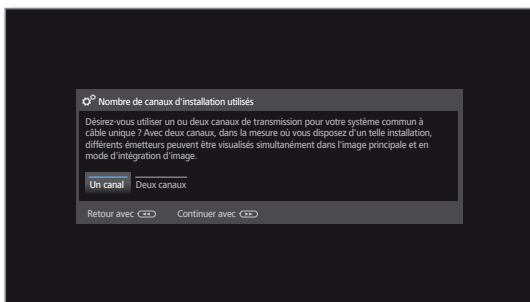 Nombre de canaux d'installation utilisés
Désirez-vous utiliser un ou deux canaux de transmission pour votre système commun à
câble unique ? Avec deux canaux, dans la mesure où vous disposez d'un telle installation,
différents émetteurs peuvent être visualisés simultanément dans l'image principale et en
mode d'intégration d'image.
Un canal Deux canaux
Retour avec Continuer avec